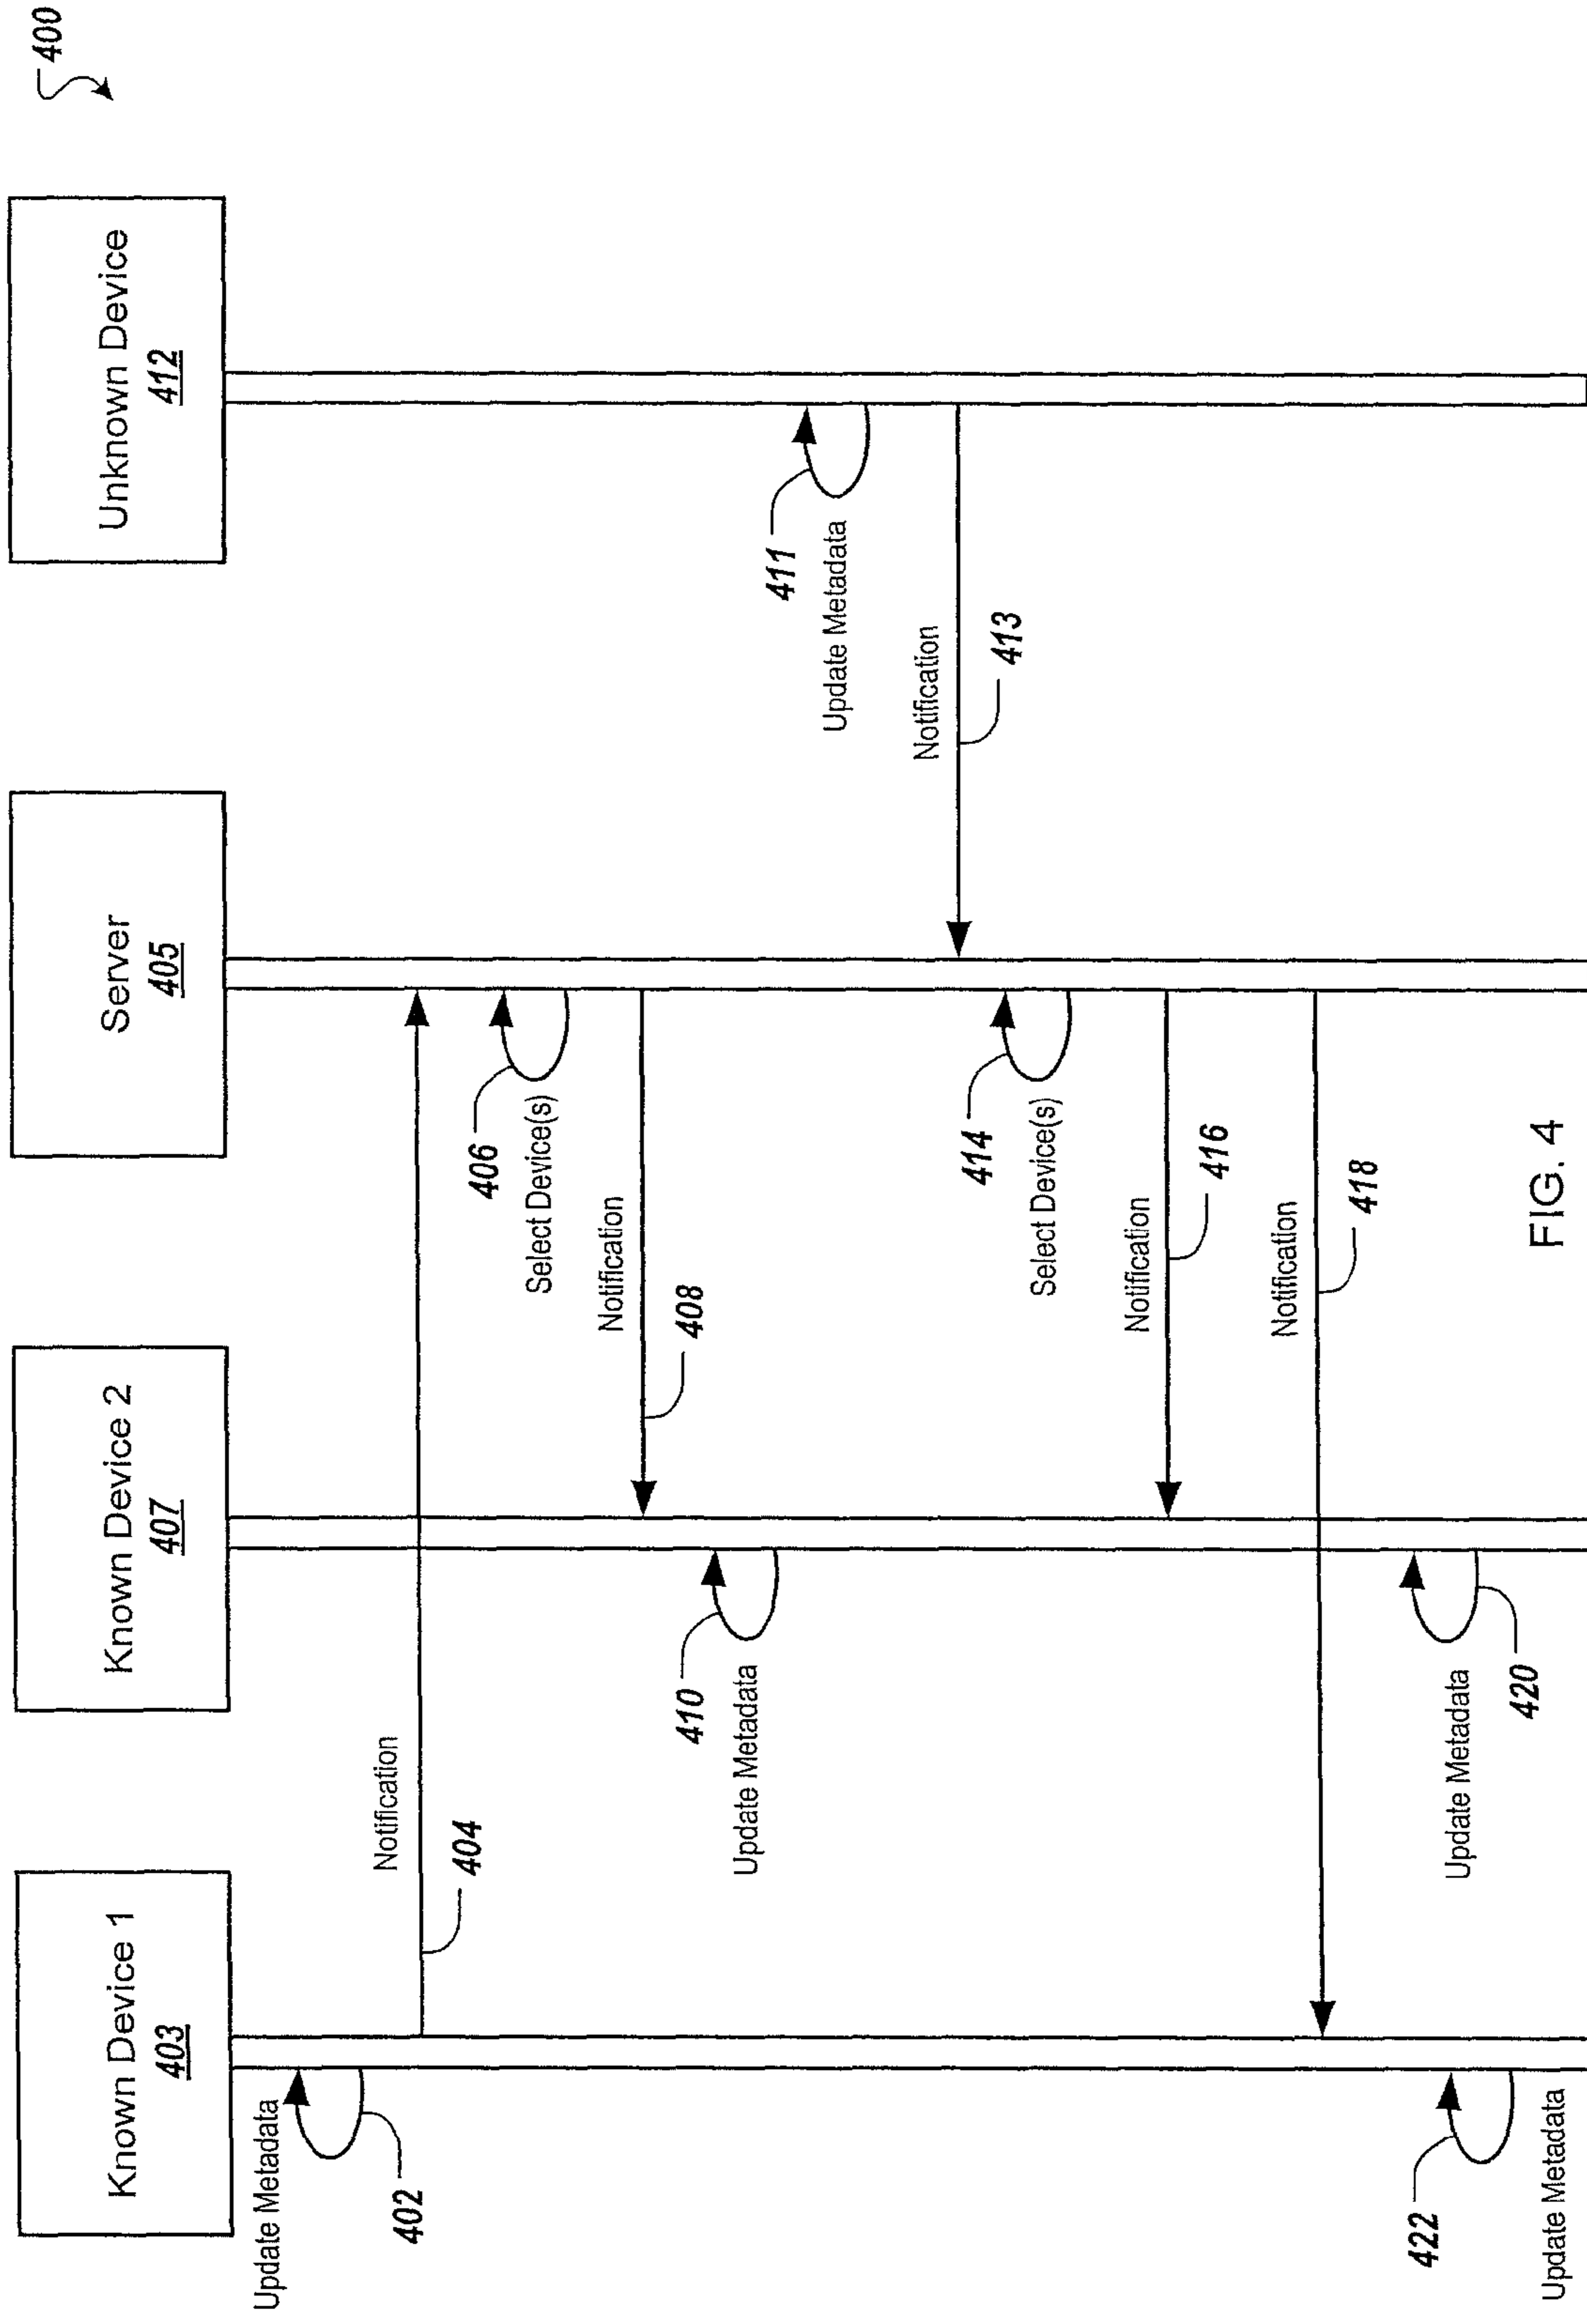 400
Known Device 1
403
Known Device 2
407
Server
405
Unknown Device
412
Update Metadata
402
Notification
404
406
Select Device(s)
Notification
408
410
Update Metadata
411
Update Metadata
Notification
413
414
Select Device(s)
Notification
416
Notification
418
Update Metadata
420
422
Update Metadata
FIG. 4